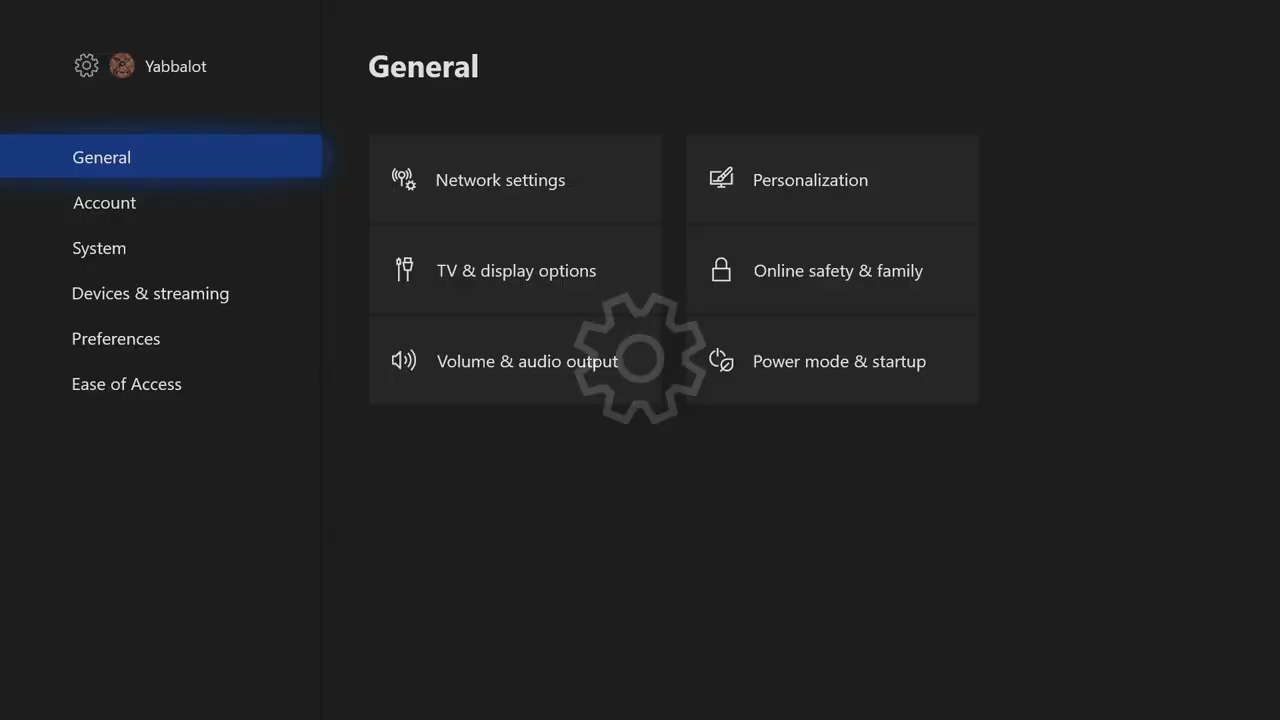 Yabbalot
General
Account
System
Devices & streaming
Preferences
Ease of Access
General
Network settings
Personalization
TV & display options
Online safety & family
Volume & audio output
Power mode & startup